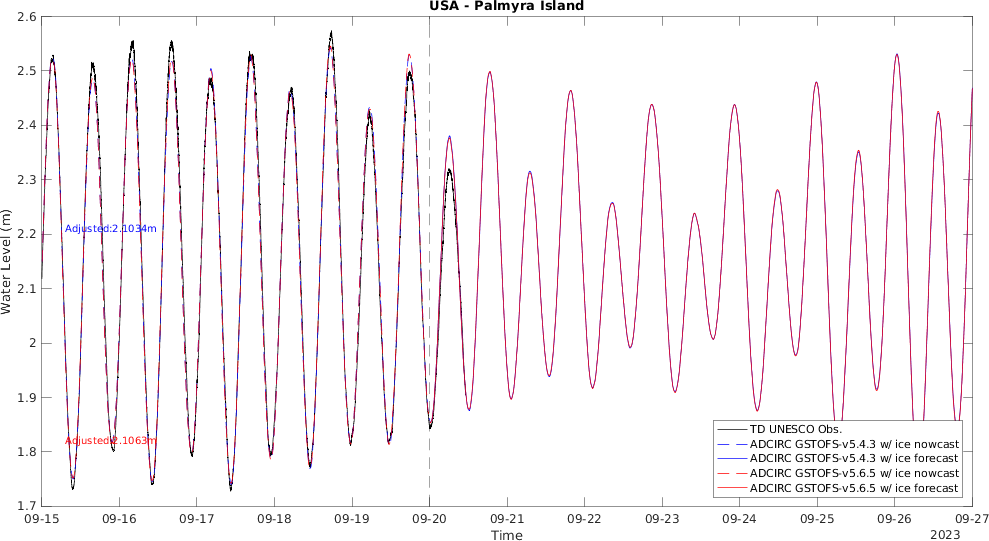 USA - Palmyra Island
2.6
2.5
2.4
2.3
2.2
2.1
2
1.9
1.8
1.7
Water Level (m)
Adjusted:2.1034m
Adjusted:2.1063m
TD UNESCO Obs.
ADCIRC GSTOFS-v5.4.3 w/ ice nowcast
ADCIRC GSTOFS-v5.4.3 w/ ice forecast
ADCIRC GSTOFS-v5.6.5 w/ ice nowcast
ADCIRC GSTOFS-v5.6.5 w/ ice forecast
09-15 09-16 09-17 09-18 09-19 09-20 09-21 09-22 09-23 09-24 09-25 09-26 09-27
Time
2023